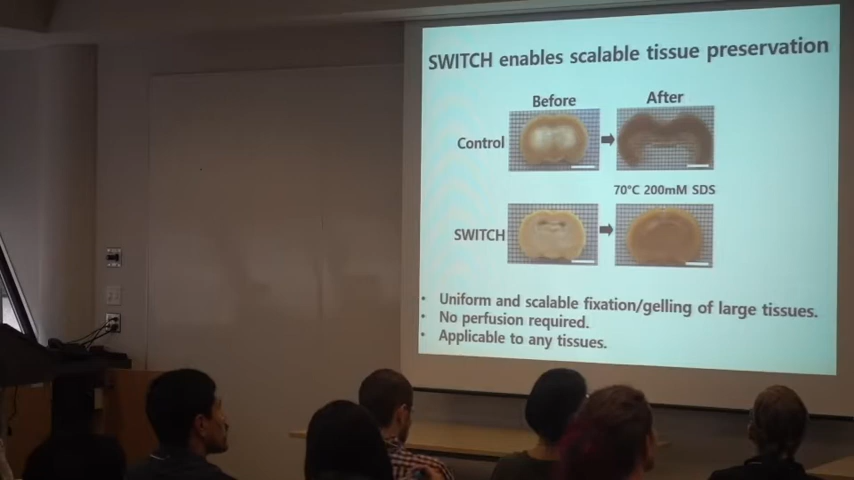 SWITCH enables scalable tissue preservation
Before After
Control
70°C 200mM SDS
SWITCH
• Uniform and scalable fixation/gelling of large tissues.
• No perfusion required.
• Applicable to any tissues.